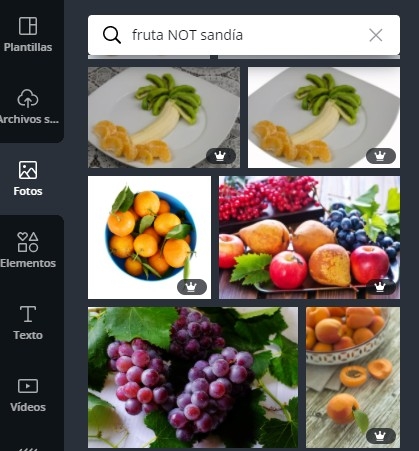 fruta NOT sandía
Plantillas
Archivos s...
Fotos
Elementos
Texto
Vídeos